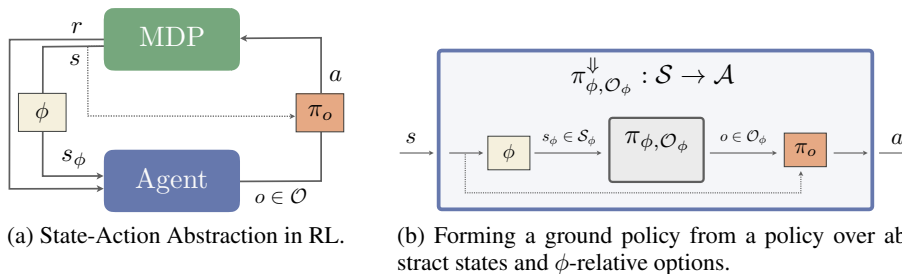 r
MDP
s
a
ϕ
π_o
s_ϕ
Agent
o ∈ 𝒪
(a) State-Action Abstraction in RL.
π^⇓_{ϕ,𝒪_ϕ} : 𝒮 → 𝒜
s
ϕ
s_ϕ ∈ 𝒮_ϕ
π_{ϕ,𝒪_ϕ}
o ∈ 𝒪_ϕ
π_o
a
(b) Forming a ground policy from a policy over ab
stract states and ϕ-relative options.